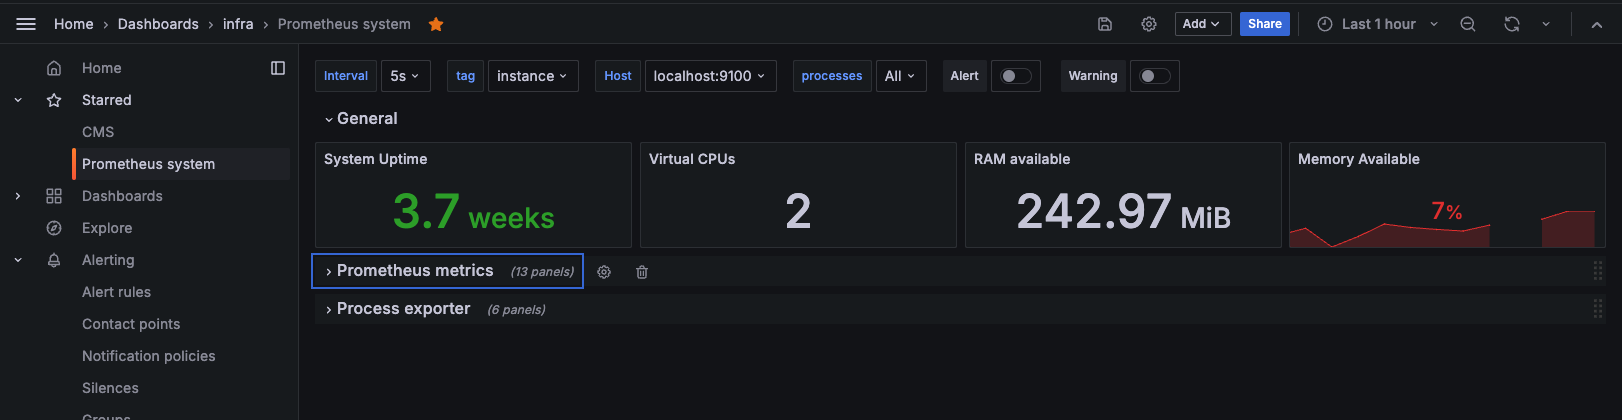 Home › Dashboards › infra › Prometheus system
Add
Share
Last 1 hour
Home
Starred
CMS
Prometheus system
Dashboards
Explore
Alerting
Alert rules
Contact points
Notification policies
Silences
Groups
Interval 5s tag instance Host localhost:9100 processes All Alert Warning
General
System Uptime
3.7 weeks
Virtual CPUs
2
RAM available
242.97 MiB
Memory Available
7%
Prometheus metrics (13 panels)
Process exporter (6 panels)